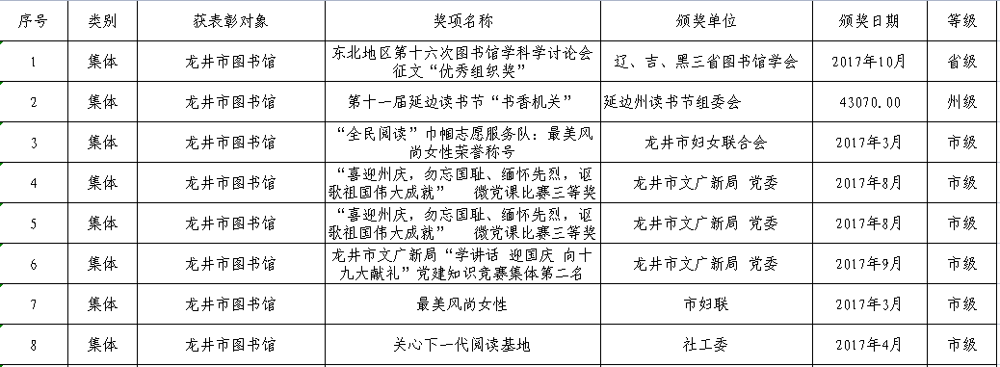 序号 类别 获表彰对象 奖项名称 颁奖单位 颁奖日期 等级
1 集体 龙井市图书馆 东北地区第十六次图书馆学科学讨论会 辽、吉、黑三省图书馆学会 2017年10月 省级
征文“优秀组织奖”
2 集体 龙井市图书馆 第十一届延边读书节“书香机关” 延边州读书节组委会 43070.00 州级
3 集体 龙井市图书馆 “全民阅读”巾帼志愿服务队：最美风 龙井市妇女联合会 2017年3月 市级
尚女性荣誉称号
4 集体 龙井市图书馆 “喜迎州庆，勿忘国耻、缅怀先烈，讴 龙井市文广新局 党委 2017年8月 市级
歌祖国伟大成就” 微党课比赛三等奖
5 集体 龙井市图书馆 “喜迎州庆，勿忘国耻、缅怀先烈，讴 龙井市文广新局 党委 2017年8月 市级
歌祖国伟大成就” 微党课比赛三等奖
6 集体 龙井市图书馆 龙井市文广新局“学讲话 迎国庆 向十 龙井市文广新局 党委 2017年9月 市级
九大献礼”党建知识竞赛集体第二名
7 集体 龙井市图书馆 最美风尚女性 市妇联 2017年3月 市级
8 集体 龙井市图书馆 关心下一代阅读基地 社工委 2017年4月 市级